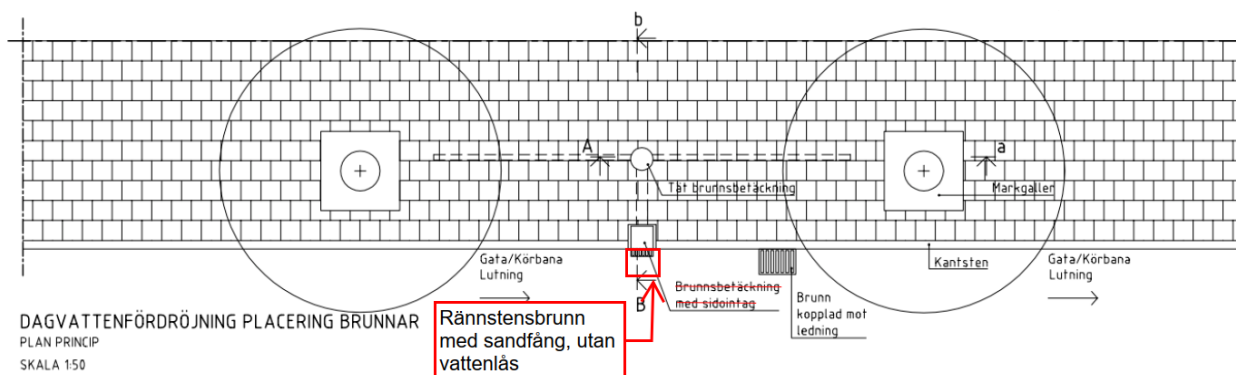 b
A
a
Tät brunnsbetäckning
Markgaller
Gata/Körbana
Lutning
Kantsten
Gata/Körbana
Lutning
Brunnsbetäckning
med sidointag
B
Brunn
kopplad mot
ledning
Rännstensbrunn
med sandfång, utan
vattenlås
DAGVATTENFÖRDRÖJNING PLACERING BRUNNAR
PLAN PRINCIP
SKALA 1:50